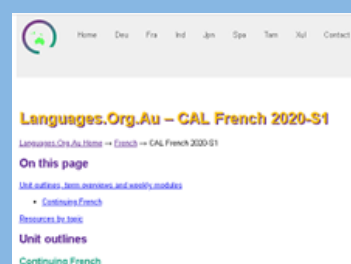 Home Deu Fra Ind Jpn Spa Tam Xul Contact
Languages.Org.Au – CAL French 2020-S1
Languages.Org.Au Home → French → CAL French 2020-S1
On this page
Unit outlines, term overviews and weekly modules
• Continuing French
Resources by topic
Unit outlines
Continuing French